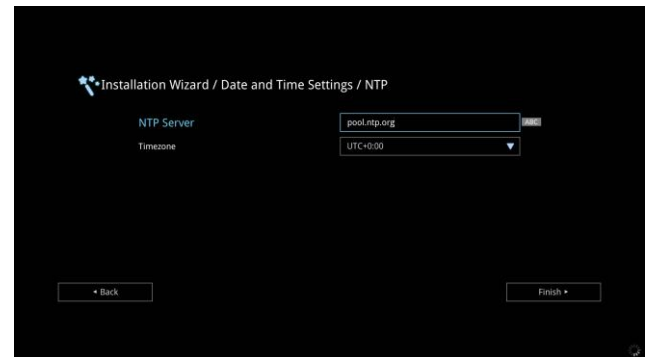 Installation Wizard / Date and Time Settings / NTP
NTP Server pool.ntp.org ABC
Timezone UTC+0:00
◂ Back Finish ▸